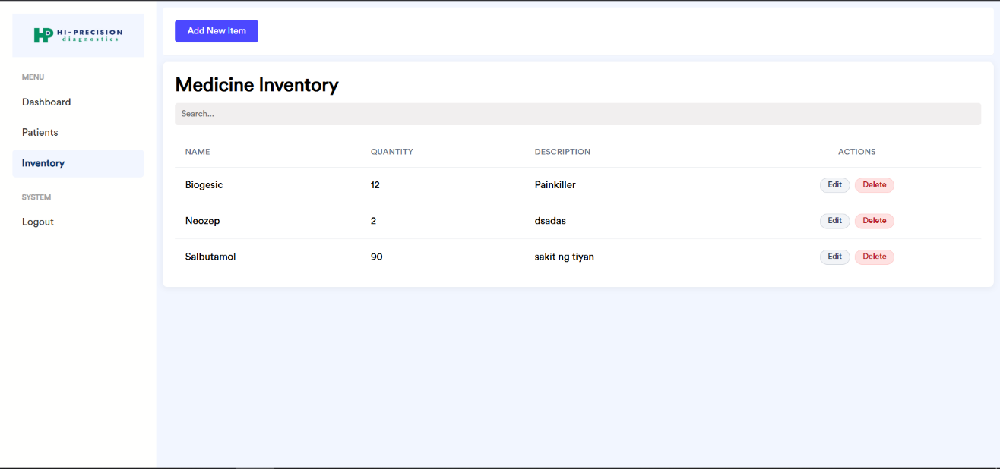 HP HI-PRECISION
diagnostics
MENU
Dashboard
Patients
Inventory
SYSTEM
Logout
Add New Item
Medicine Inventory
Search...
NAME QUANTITY DESCRIPTION ACTIONS
Biogesic 12 Painkiller Edit Delete
Neozep 2 dsadas Edit Delete
Salbutamol 90 sakit ng tiyan Edit Delete